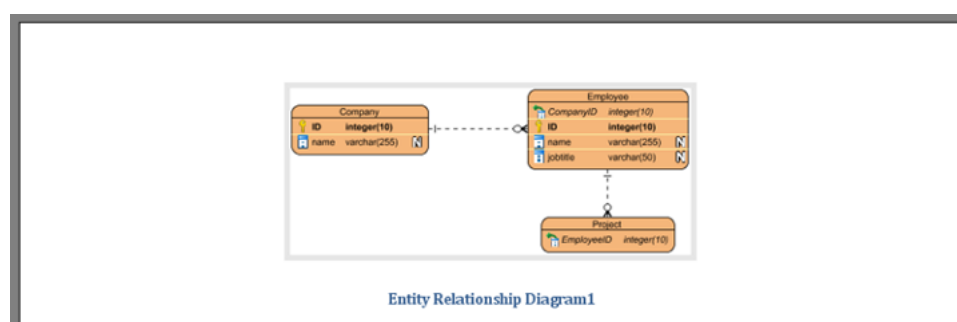 Company
ID integer(10)
name varchar(255) N
Employee
CompanyID integer(10)
ID integer(10)
name varchar(255) N
jobtitle varchar(50) N
Project
EmployeeID integer(10)
Entity Relationship Diagram1